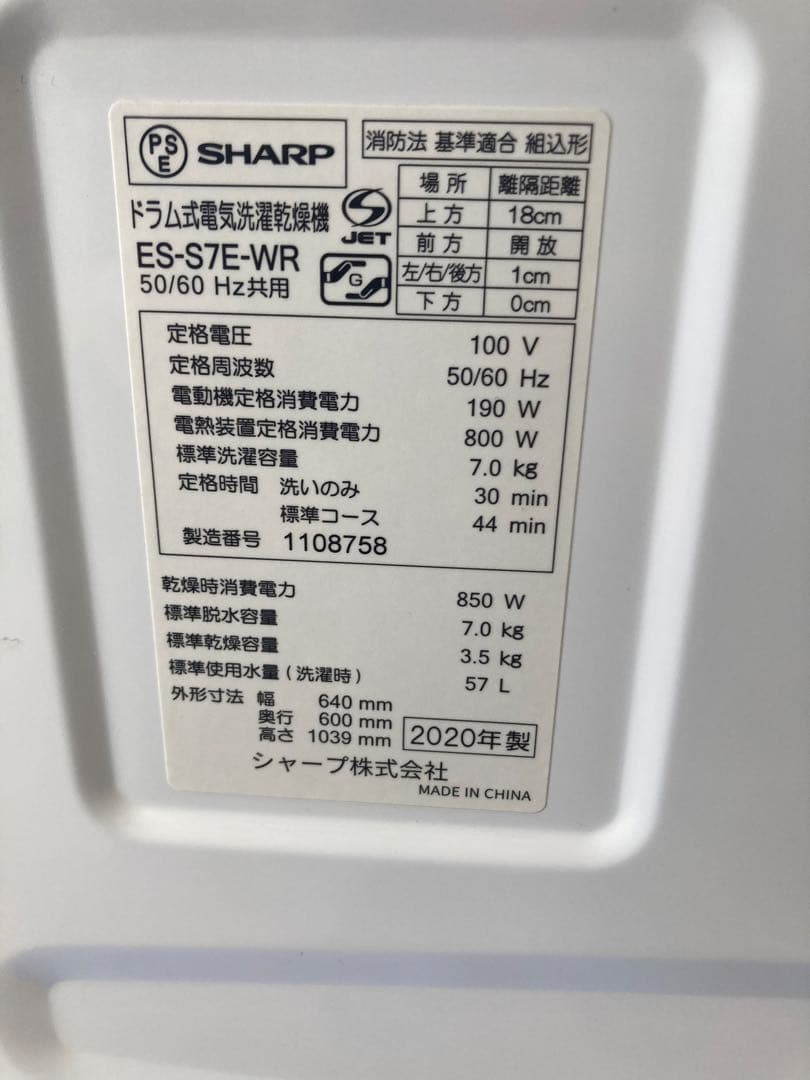 PSE SHARP
消防法 基準適合 組込形
場所 離隔距離
上方 18cm
前方 開放
左/右/後方 1cm
下方 0cm
ドラム式電気洗濯乾燥機
S JET
ES-S7E-WR
G
50/60 Hz共用
定格電圧 100 V
定格周波数 50/60 Hz
電動機定格消費電力 190 W
電熱装置定格消費電力 800 W
標準洗濯容量 7.0 kg
定格時間 洗いのみ 30 min
標準コース 44 min
製造番号 1108758
乾燥時消費電力 850 W
標準脱水容量 7.0 kg
標準乾燥容量 3.5 kg
標準使用水量(洗濯時) 57 L
外形寸法 幅 640 mm
奥行 600 mm
高さ 1039 mm
2020年製
シャープ株式会社
MADE IN CHINA